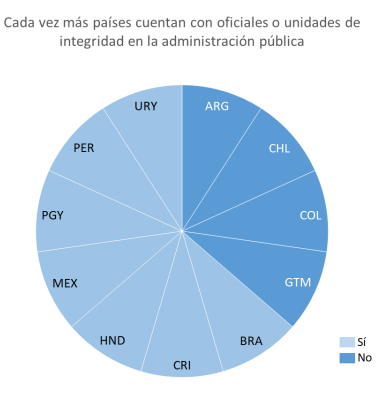 Cada vez más países cuentan con oficiales o unidades de
integridad en la administración pública
URY
ARG
PER
CHL
PGY
COL
MEX
GTM
HND
BRA
CRI
Sí
No